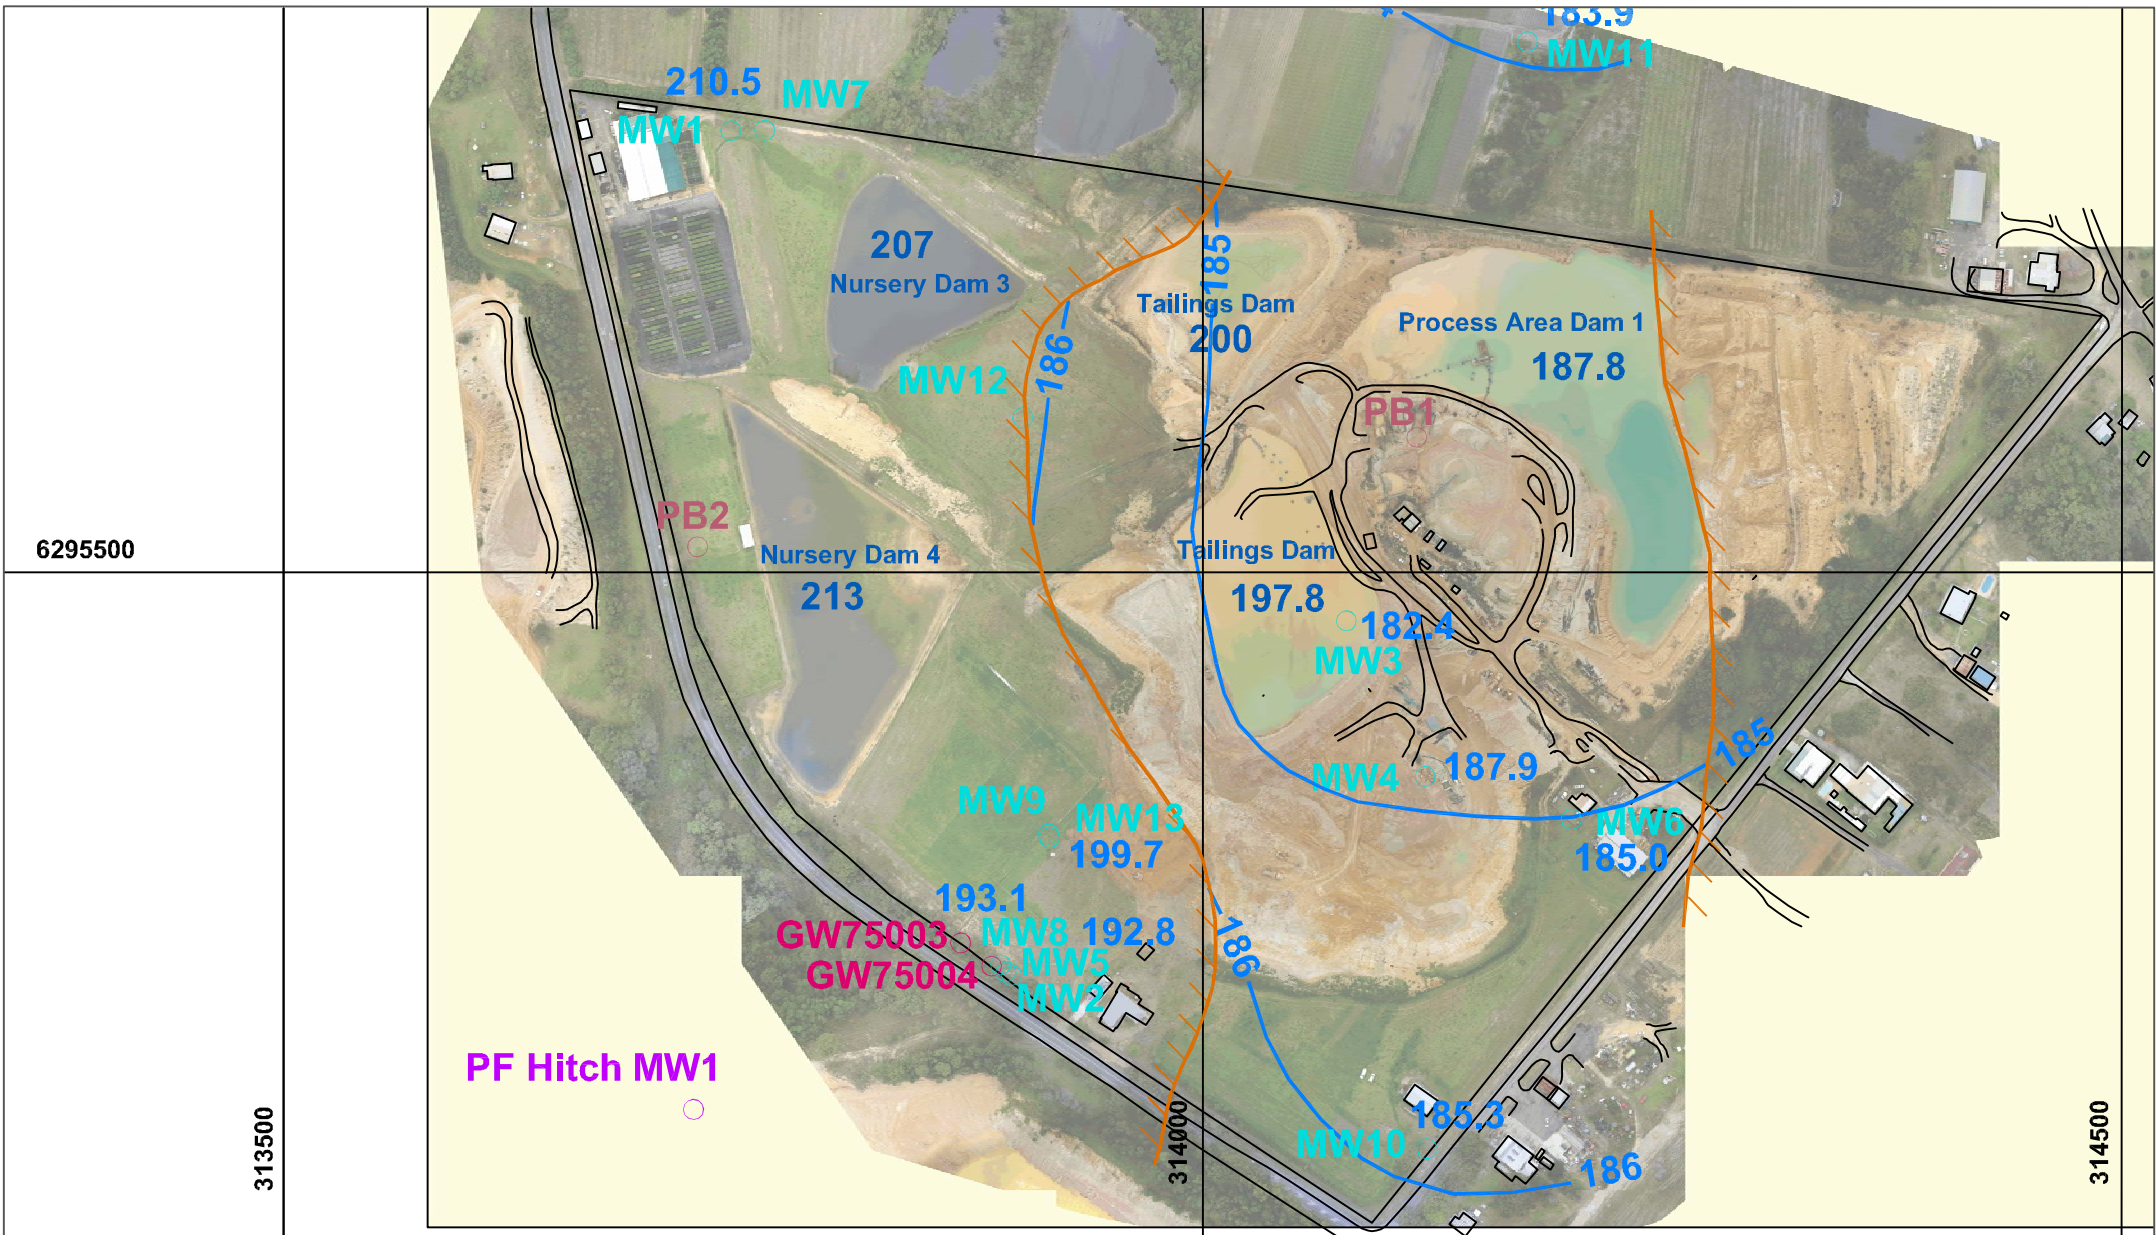 183.9
MW11
210.5
MW7
MW1
207
Nursery Dam 3
185
Tailings Dam
200
Process Area Dam 1
187.8
186
MW12
PB1
PB2
6295500
Nursery Dam 4
213
Tailings Dam
197.8
182.4
MW3
185
MW4
187.9
MW9
MW13
199.7
MW6
185.0
193.1
GW75003
MW8
192.8
186
GW75004
MW5
MW2
PF Hitch MW1
185.3
MW10
186
313500
314000
314500